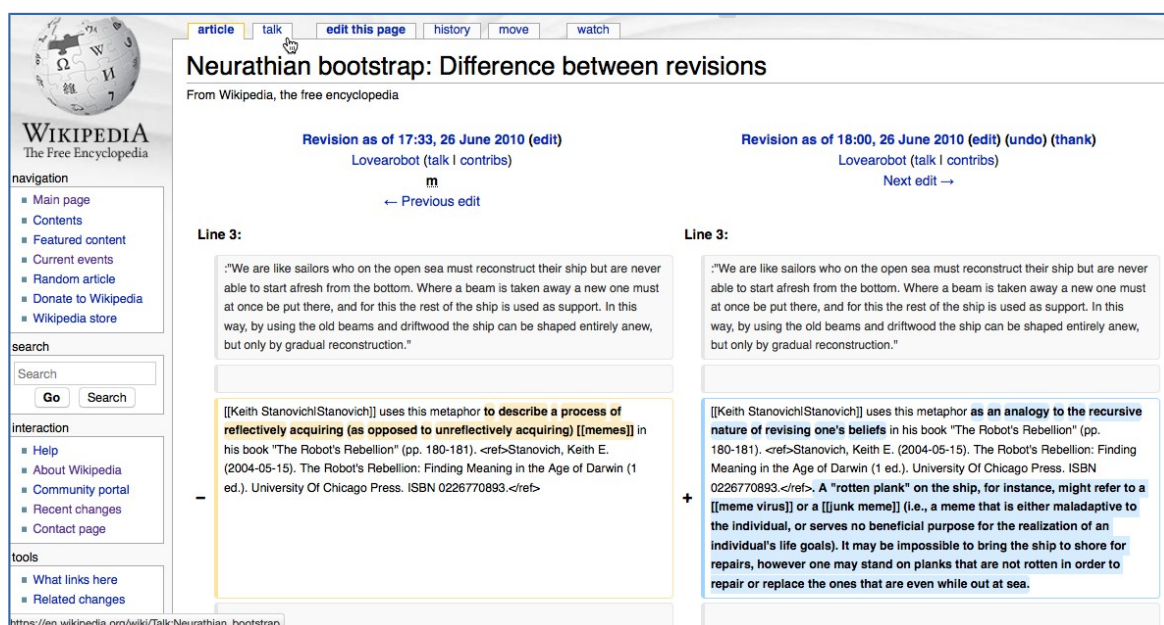 article talk edit this page history move watch
Neurathian bootstrap: Difference between revisions
From Wikipedia, the free encyclopedia
WIKIPEDIA
The Free Encyclopedia
navigation
Main page
Contents
Featured content
Current events
Random article
Donate to Wikipedia
Wikipedia store
search
Search
Go Search
interaction
Help
About Wikipedia
Community portal
Recent changes
Contact page
tools
What links here
Related changes
Revision as of 17:33, 26 June 2010 (edit)
Lovearobot (talk | contribs)
m
← Previous edit
Line 3:
:"We are like sailors who on the open sea must reconstruct their ship but are never
able to start afresh from the bottom. Where a beam is taken away a new one must
at once be put there, and for this the rest of the ship is used as support. In this
way, by using the old beams and driftwood the ship can be shaped entirely anew,
but only by gradual reconstruction."
−
[[Keith Stanovich|Stanovich]] uses this metaphor to describe a process of
reflectively acquiring (as opposed to unreflectively acquiring) [[memes]] in
his book "The Robot's Rebellion" (pp. 180-181). <ref>Stanovich, Keith E.
(2004-05-15). The Robot's Rebellion: Finding Meaning in the Age of Darwin (1
ed.). University Of Chicago Press. ISBN 0226770893.</ref>
Revision as of 18:00, 26 June 2010 (edit) (undo) (thank)
Lovearobot (talk | contribs)
Next edit →
Line 3:
:"We are like sailors who on the open sea must reconstruct their ship but are never
able to start afresh from the bottom. Where a beam is taken away a new one must
at once be put there, and for this the rest of the ship is used as support. In this
way, by using the old beams and driftwood the ship can be shaped entirely anew,
but only by gradual reconstruction."
+
[[Keith Stanovich|Stanovich]] uses this metaphor as an analogy to the recursive
nature of revising one's beliefs in his book "The Robot's Rebellion" (pp.
180-181). <ref>Stanovich, Keith E. (2004-05-15). The Robot's Rebellion: Finding
Meaning in the Age of Darwin (1 ed.). University Of Chicago Press. ISBN
0226770893.</ref>. A "rotten plank" on the ship, for instance, might refer to a
[[meme virus]] or a [[junk meme]] (i.e., a meme that is either maladaptive to
the individual, or serves no beneficial purpose for the realization of an
individual's life goals). It may be impossible to bring the ship to shore for
repairs, however one may stand on planks that are not rotten in order to
repair or replace the ones that are even while out at sea.
https://en.wikipedia.org/wiki/Talk:Neurathian_bootstrap